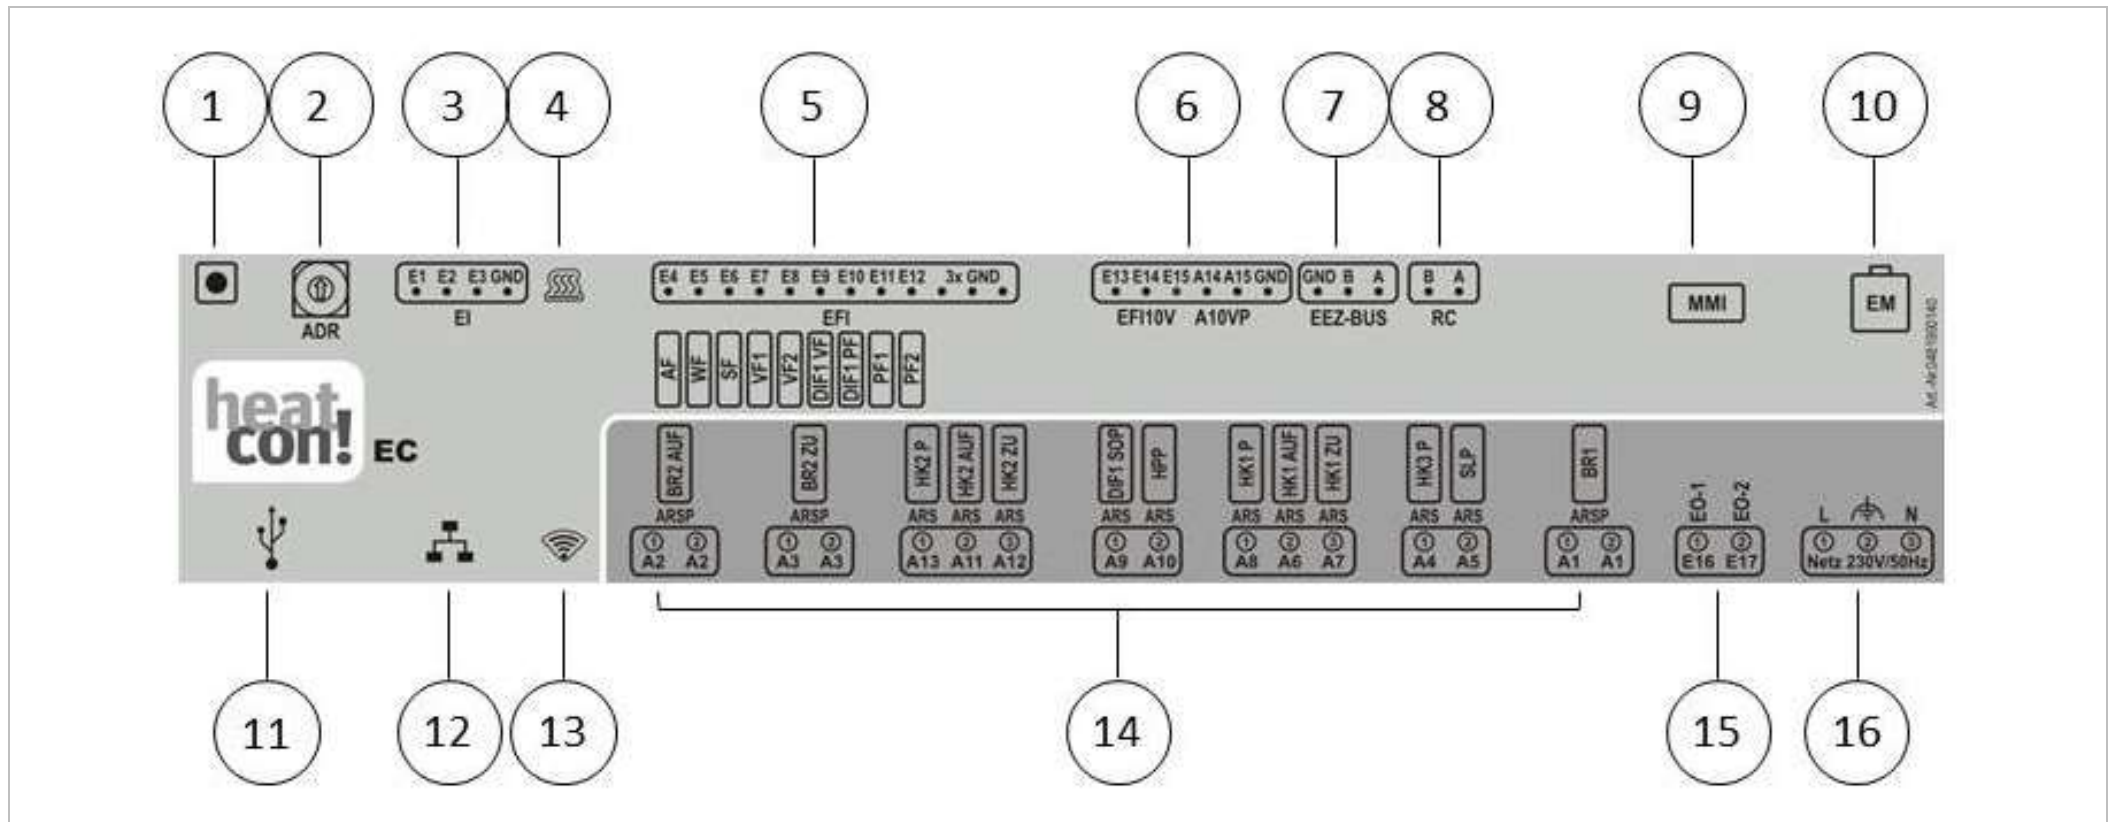 1 2 3 4 5 6 7 8 9 10
E1 E2 E3 GND
E4 E5 E6 E7 E8 E9 E10 E11 E12 3x GND
E13 E14 E15 A14 A15 GND
GND B A
B A
MMI
EM
ADR
EI
EFI
EFI10V A10VP
EEZ-BUS
RC
AF
WF
SF
VF1
VF2
DIF1 VF
DIF1 PF
PF1
PF2
Art.-Nr.0481990140
heat
con! EC
BR2 AUF
BR2 ZU
HK2 P
HK2 AUF
HK2 ZU
DIF1 SOP
HPP
HK1 P
HK1 AUF
HK1 ZU
HK3 P
SLP
BR1
EO-1
EO-2
L N
ARSP ARSP ARS ARS ARS ARS ARS ARS ARS ARS ARS ARS ARSP
1 2 1 2 1 2 3 1 2 1 2 3 1 2 1 2 1 2 1 2 3
A2 A2 A3 A3 A13 A11 A12 A9 A10 A8 A6 A7 A4 A5 A1 A1 E16 E17 Netz 230V/50Hz
11 12 13 14 15 16